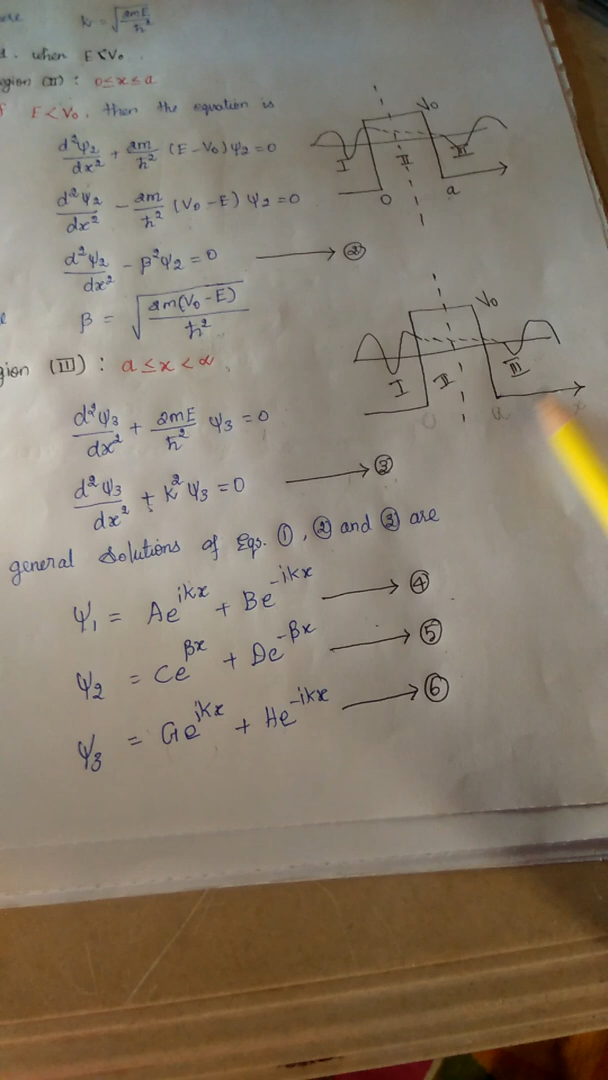 k = √(2mE/ħ²)
when E<V₀.
(II) : 0≤x≤a
E < V₀, then the equation is
d²ψ₂/dx² + 2m/ħ² (E-V₀)ψ₂ = 0
d²ψ₂/dx² - 2m/ħ² (V₀-E) ψ₂ = 0
d²ψ₂/dx² - β²ψ₂ = 0 → ②
β = √(2m(V₀-E)/ħ²)
(III) : a ≤ x < α
d²ψ₃/dx² + 2mE/ħ² ψ₃ = 0
d²ψ₃/dx² + k² ψ₃ = 0 → ③
general solutions of Eqs. ①, ② and ③ are
ψ₁ = Ae^ikx + Be^-ikx → ④
ψ₂ = Ce^βx + De^-βx → ⑤
ψ₃ = Ge^ikx + He^-ikx → ⑥
V₀
I II III
0 a
V₀
I II III
0 a x